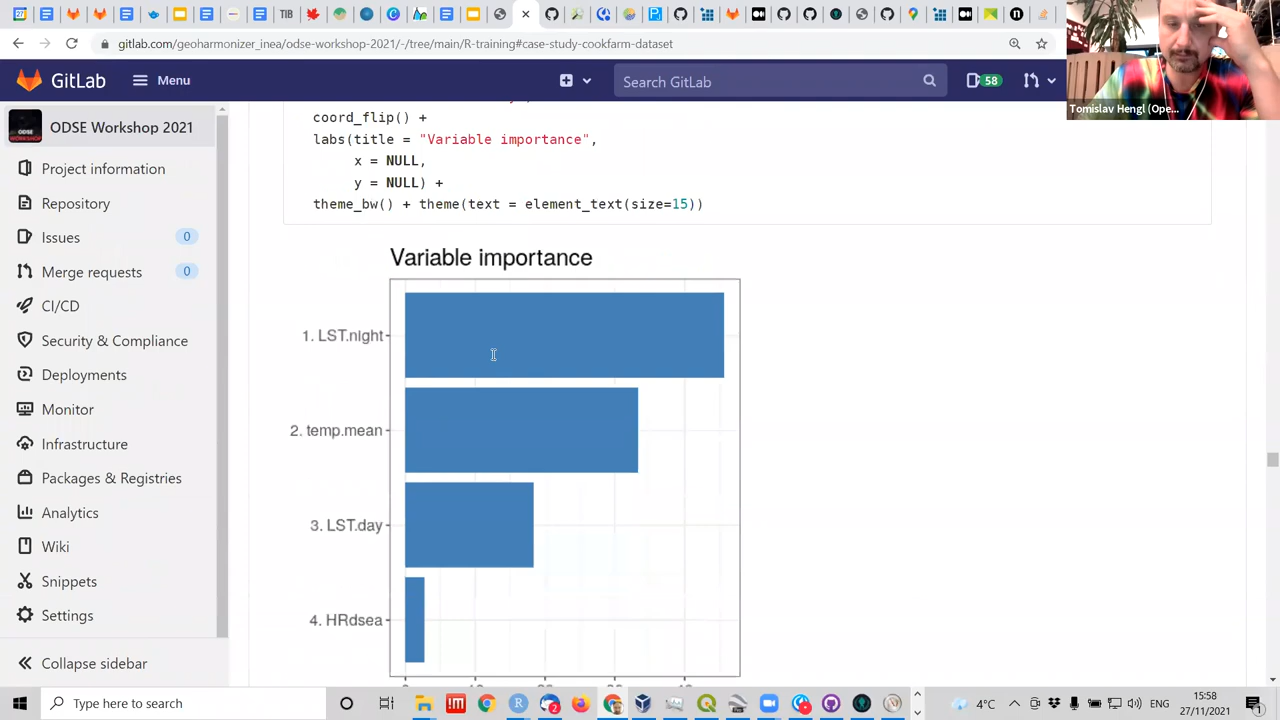 TiB
gitlab.com/geoharmonizer_inea/odse-workshop-2021/-/tree/main/R-training#case-study-cookfarm-dataset
GitLab
Menu
Search GitLab
58
Tomislav Hengl (Ope...
ODSE Workshop 2021
Project information
Repository
Issues 0
Merge requests 0
CI/CD
Security & Compliance
Deployments
Monitor
Infrastructure
Packages & Registries
Analytics
Wiki
Snippets
Settings
Collapse sidebar
coord_flip() +
labs(title = "Variable importance",
x = NULL,
y = NULL) +
theme_bw() + theme(text = element_text(size=15))
Variable importance
1. LST.night
2. temp.mean
3. LST.day
4. HRdsea
Type here to search
4°C
ENG
15:58
27/11/2021